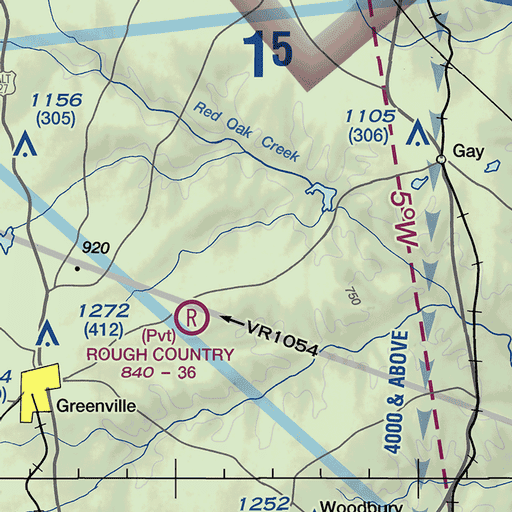 1⁵
1156
(305)
Red Oak Creek
1105
(306)
Gay
5°W
920
750
1272
(412)
R
VR1054
(Pvt)
ROUGH COUNTRY
840 - 36
4000 & ABOVE
Greenville
1252
Woodbury